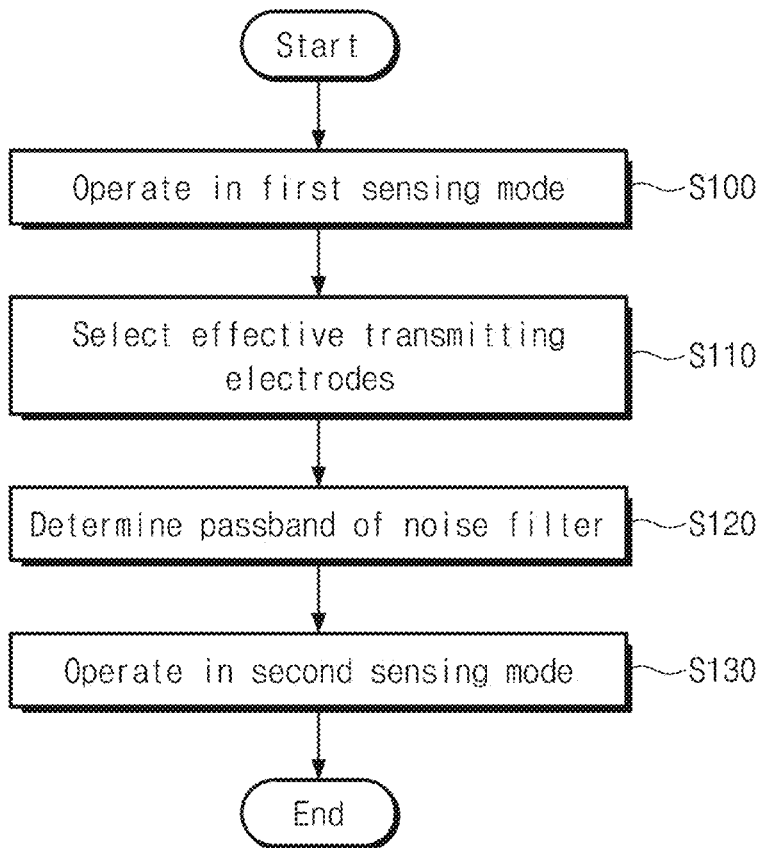 Start
Operate in first sensing mode
S100
Select effective transmitting
electrodes
S110
Determine passband of noise filter
S120
Operate in second sensing mode
S130
End